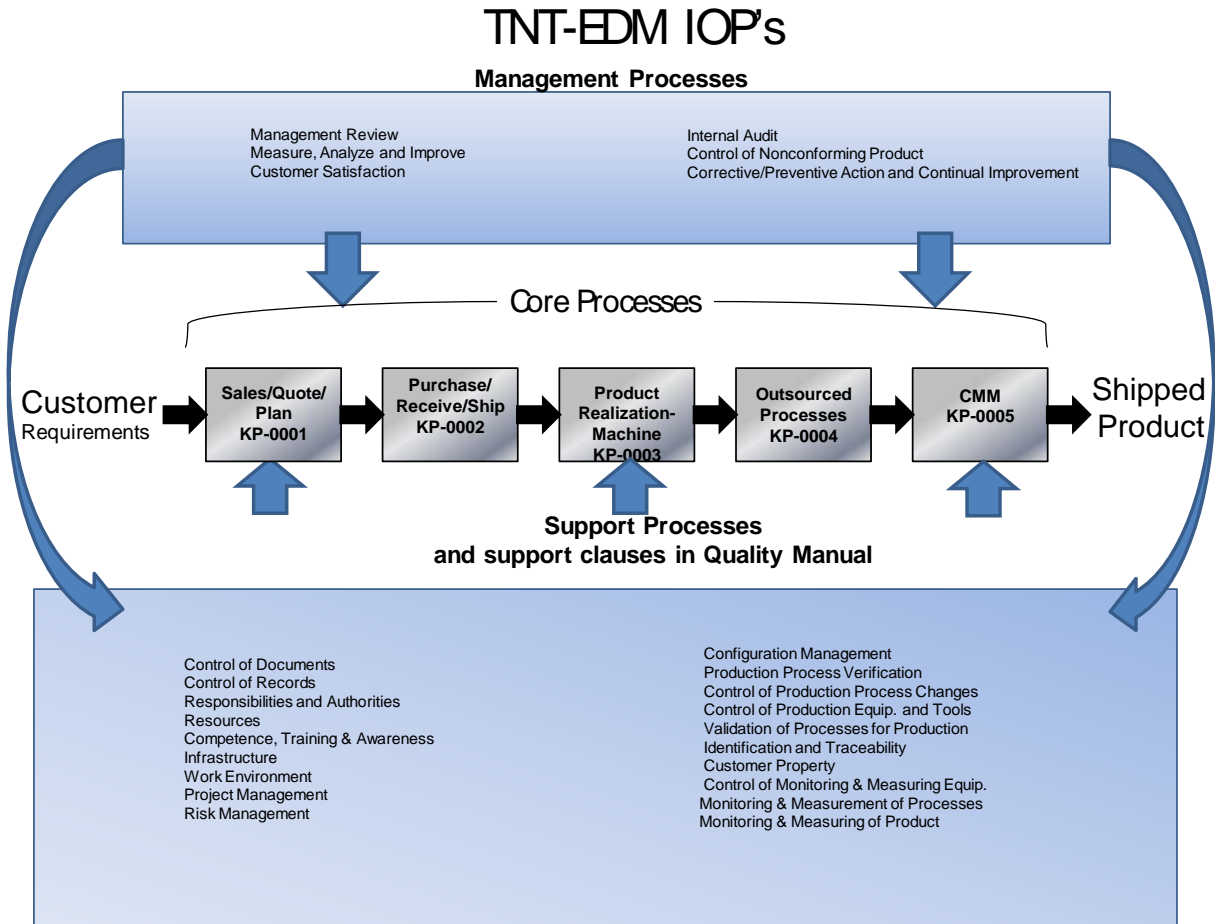 TNT-EDM IOP's
Management Processes
Management Review
Measure, Analyze and Improve
Customer Satisfaction
Internal Audit
Control of Nonconforming Product
Corrective/Preventive Action and Continual Improvement
Core Processes
Customer
Requirements
Sales/Quote/
Plan
KP-0001
Purchase/
Receive/Ship
KP-0002
Product
Realization-
Machine
KP-0003
Outsourced
Processes
KP-0004
CMM
KP-0005
Shipped
Product
Support Processes
and support clauses in Quality Manual
Control of Documents
Control of Records
Responsibilities and Authorities
Resources
Competence, Training & Awareness
Infrastructure
Work Environment
Project Management
Risk Management
Configuration Management
Production Process Verification
Control of Production Process Changes
Control of Production Equip. and Tools
Validation of Processes for Production
Identification and Traceability
Customer Property
Control of Monitoring & Measuring Equip.
Monitoring & Measurement of Processes
Monitoring & Measuring of Product